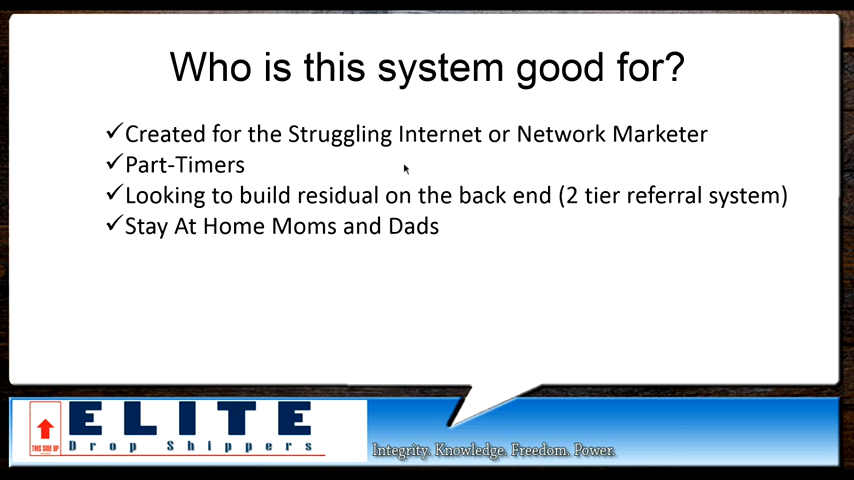 Who is this system good for?
✓Created for the Struggling Internet or Network Marketer
✓Part-Timers
✓Looking to build residual on the back end (2 tier referral system)
✓Stay At Home Moms and Dads
ELITE
Drop Shippers
THIS SIDE UP
Integrity. Knowledge. Freedom. Power.